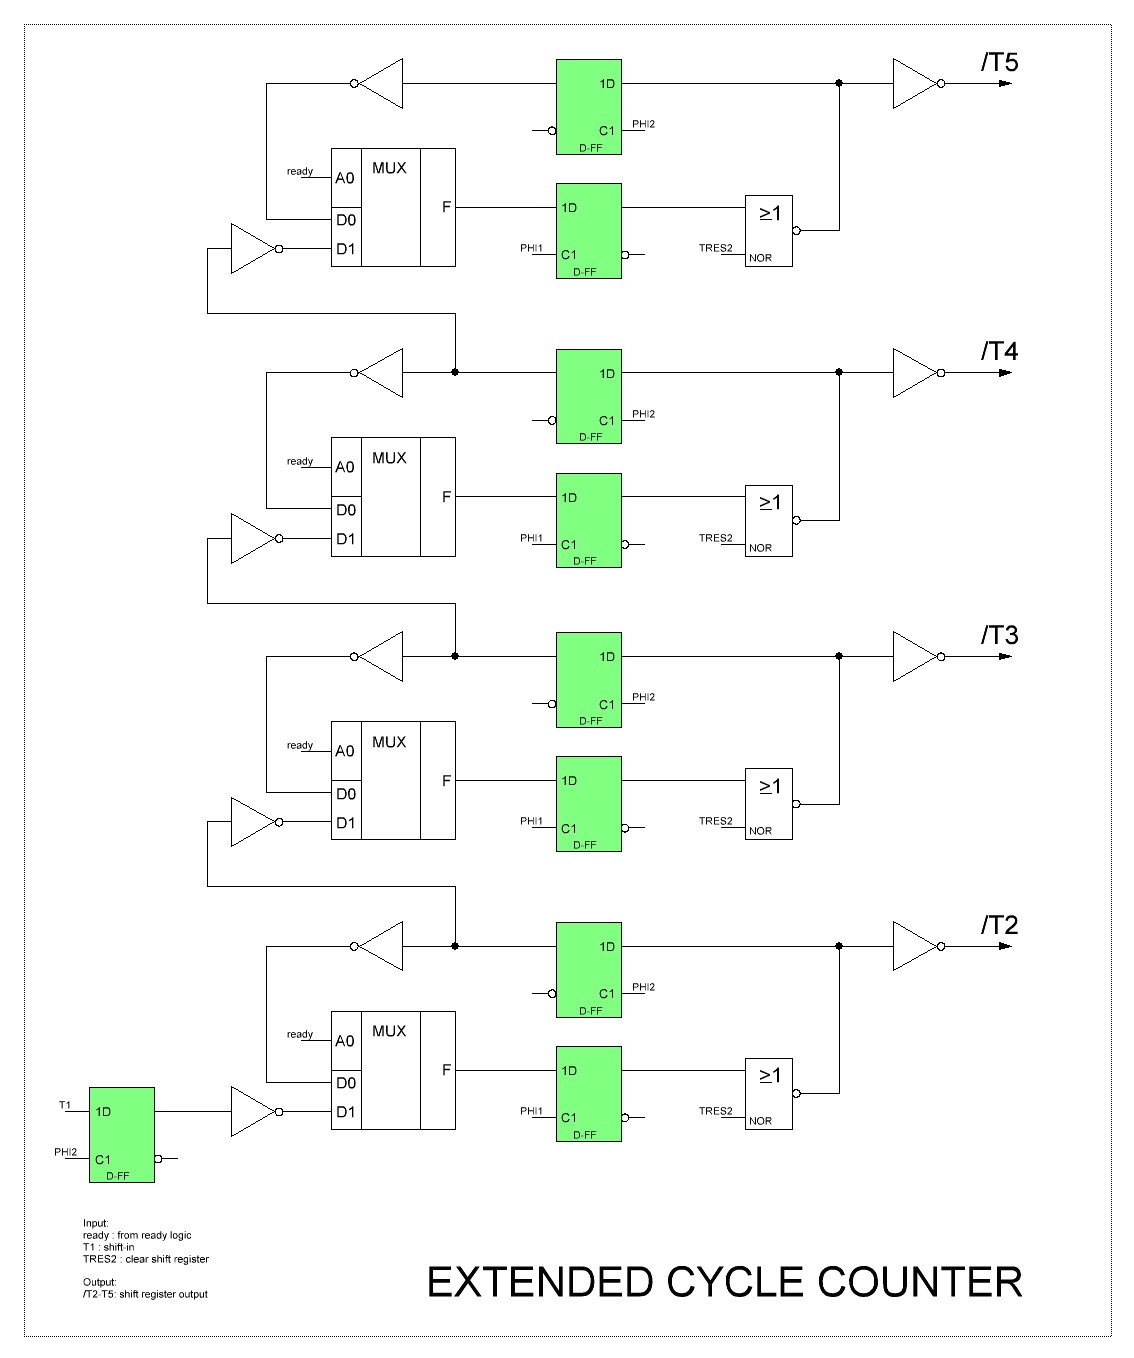 /T5
1D
PHI2
C1
D-FF
ready
A0
MUX
F
D0
D1
1D
PHI1
C1
D-FF
≥1
TRES2
NOR
/T4
1D
PHI2
C1
D-FF
ready
A0
MUX
F
D0
D1
1D
PHI1
C1
D-FF
≥1
TRES2
NOR
/T3
1D
PHI2
C1
D-FF
ready
A0
MUX
F
D0
D1
1D
PHI1
C1
D-FF
≥1
TRES2
NOR
/T2
1D
PHI2
C1
D-FF
ready
A0
MUX
F
D0
D1
1D
PHI1
C1
D-FF
≥1
TRES2
NOR
T1
1D
PHI2
C1
D-FF
Input:
ready : from ready logic
T1 : shift-in
TRES2 : clear shift register
Output:
/T2-T5: shift register output
EXTENDED CYCLE COUNTER